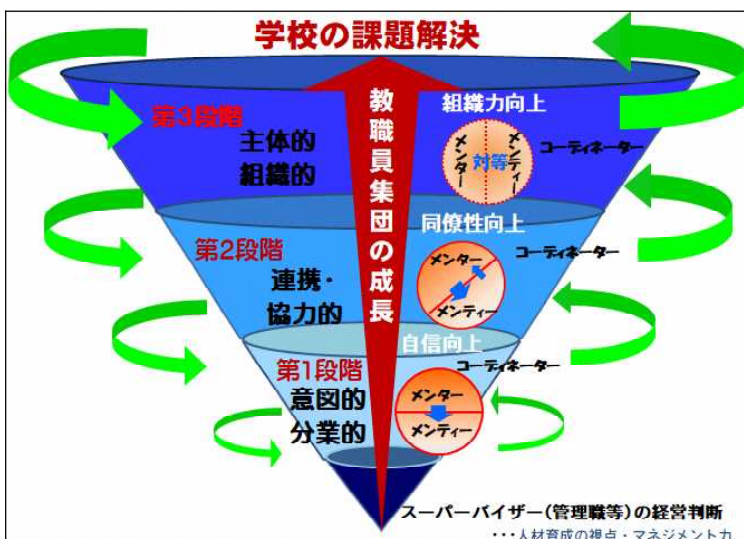 学校の課題解決
教職員集団の成長
第3段階
主体的
組織的
組織力向上
メンター
対等
メンティー
コーディネーター
第2段階
連携・
協力的
同僚性向上
メンター
メンティー
コーディネーター
第1段階
意図的
分業的
自信向上
メンター
メンティー
コーディネーター
スーパーバイザー(管理職等)の経営判断
・・・人材育成の視点・マネジメント力